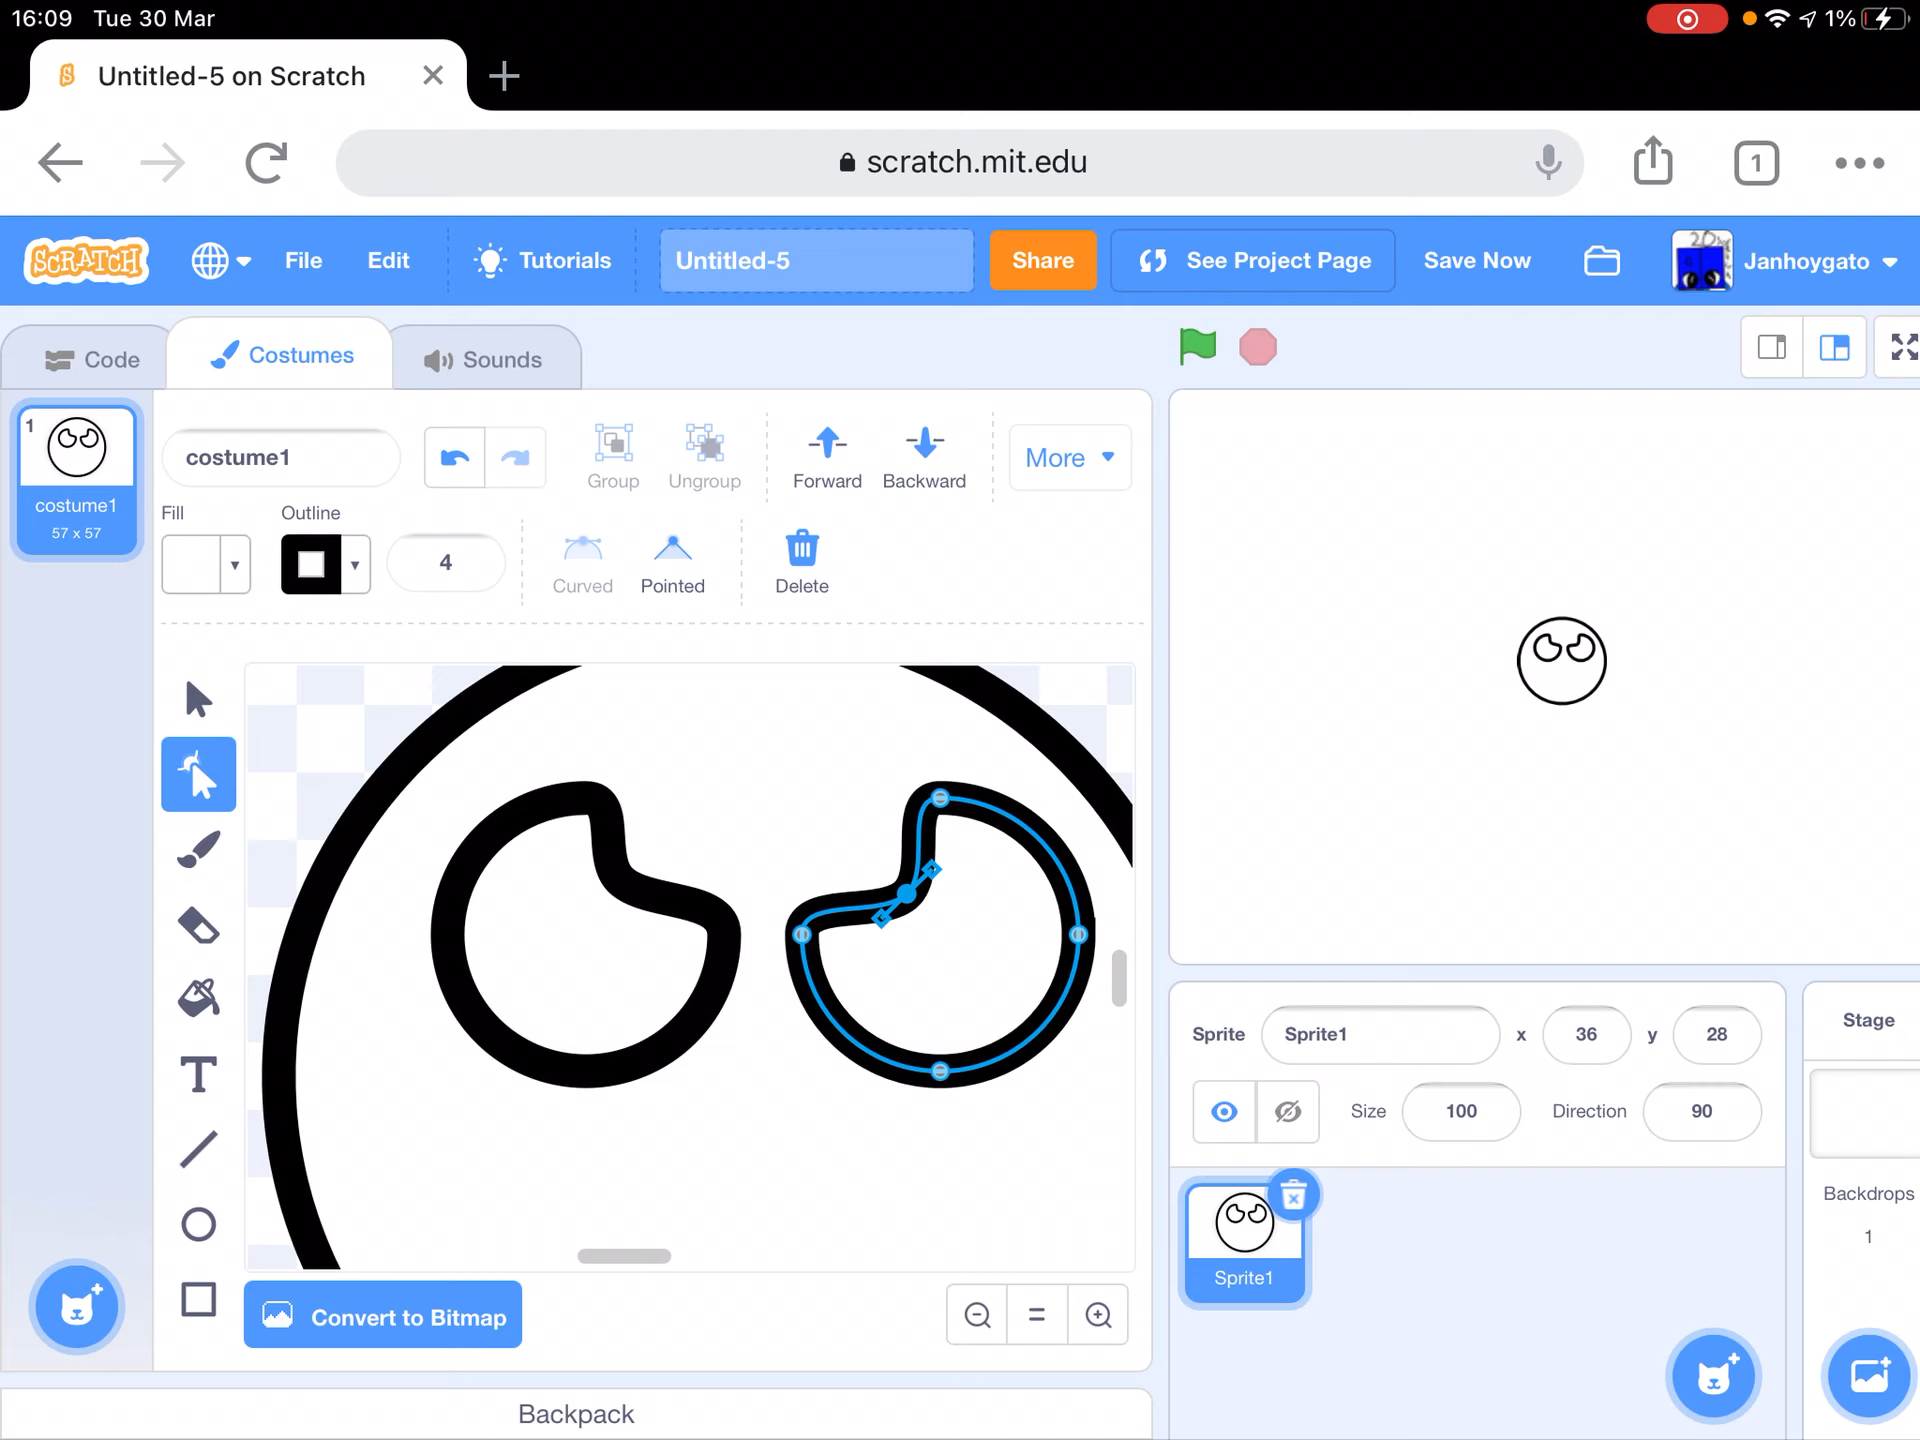 16:09 Tue 30 Mar 1%
Untitled-5 on Scratch
scratch.mit.edu 1
SCRATCH File Edit Tutorials Untitled-5 Share See Project Page Save Now Janhoygato
Code Costumes Sounds
1
costume1
57 x 57
costume1 Group Ungroup Forward Backward More
Fill Outline
4 Curved Pointed Delete
T
Convert to Bitmap
Backpack
Sprite Sprite1 x 36 y 28
Size 100 Direction 90
Sprite1
Stage
Backdrops
1